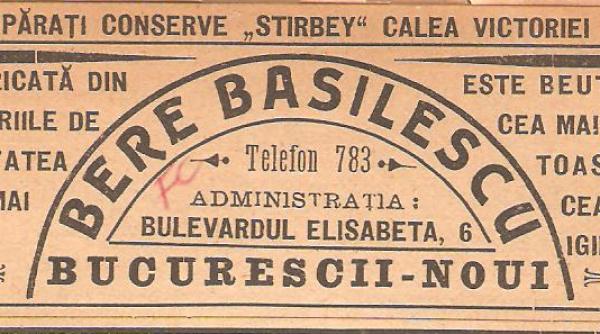 PĂRAȚI CONSERVE „STIRBEY" CALEA VICTORIEI
BERE BASILESCU
RICATĂ DIN
RIILE DE
TATEA
MAI
Telefon 783
ADMINISTRAȚIA:
BULEVARDUL ELISABETA, 6
BUCURESCII-NOUI
ESTE BEUT
CEA MAI
TOAS
CEA
IGI